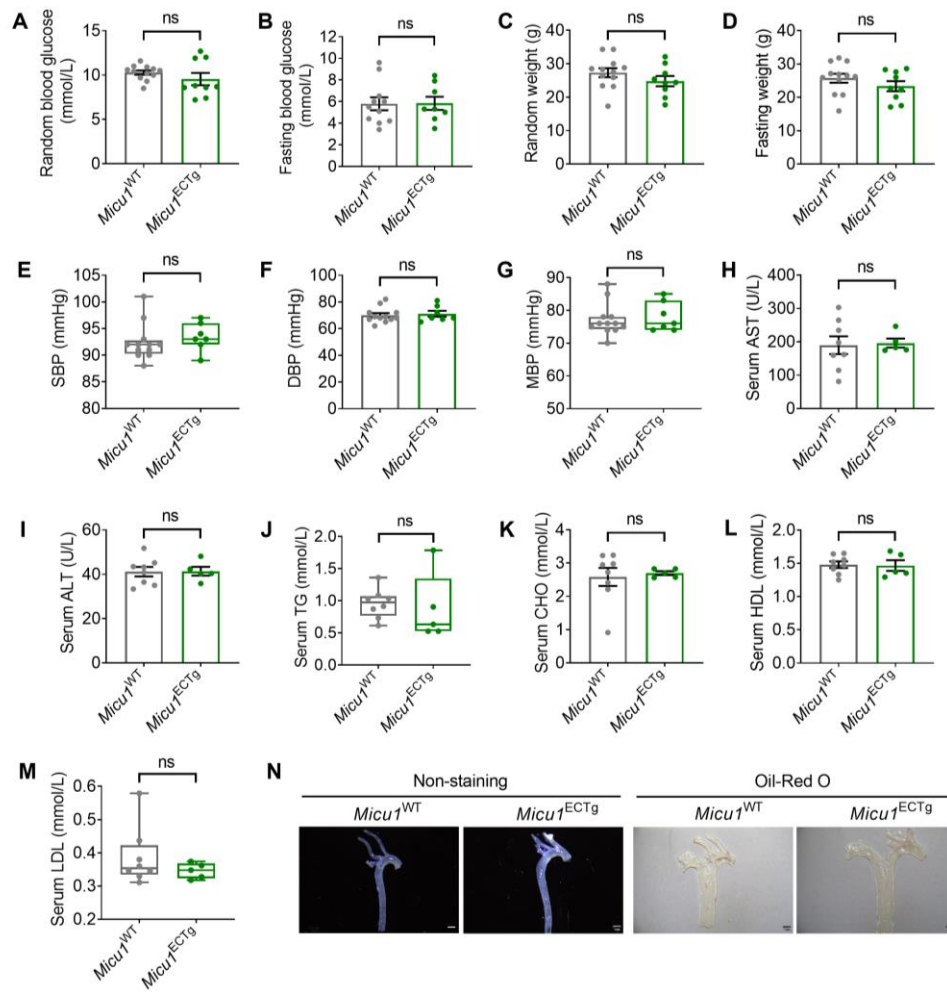 A
Random blood glucose
(mmol/L)
15
10
5
0
ns
Micu1WT
Micu1ECTg
B
Fasting blood glucose
(mmol/L)
12
10
8
6
4
2
0
ns
Micu1WT
Micu1ECTg
C
Random weight (g)
40
30
20
10
0
ns
Micu1WT
Micu1ECTg
D
Fasting weight (g)
40
30
20
10
0
ns
Micu1WT
Micu1ECTg
E
SBP (mmHg)
105
100
95
90
85
80
ns
Micu1WT
Micu1ECTg
F
DBP (mmHg)
100
80
60
40
20
0
ns
Micu1WT
Micu1ECTg
G
MBP (mmHg)
90
80
70
60
50
ns
Micu1WT
Micu1ECTg
H
Serum AST (U/L)
400
300
200
100
0
ns
Micu1WT
Micu1ECTg
I
Serum ALT (U/L)
60
40
20
0
ns
Micu1WT
Micu1ECTg
J
Serum TG (mmol/L)
2.0
1.5
1.0
0.5
0.0
ns
Micu1WT
Micu1ECTg
K
Serum CHO (mmol/L)
4
3
2
1
0
ns
Micu1WT
Micu1ECTg
L
Serum HDL (mmol/L)
2.0
1.5
1.0
0.5
0.0
ns
Micu1WT
Micu1ECTg
M
Serum LDL (mmol/L)
0.6
0.5
0.4
0.3
0.2
ns
Micu1WT
Micu1ECTg
N
Non-staining
Oil-Red O
Micu1WT
Micu1ECTg
Micu1WT
Micu1ECTg